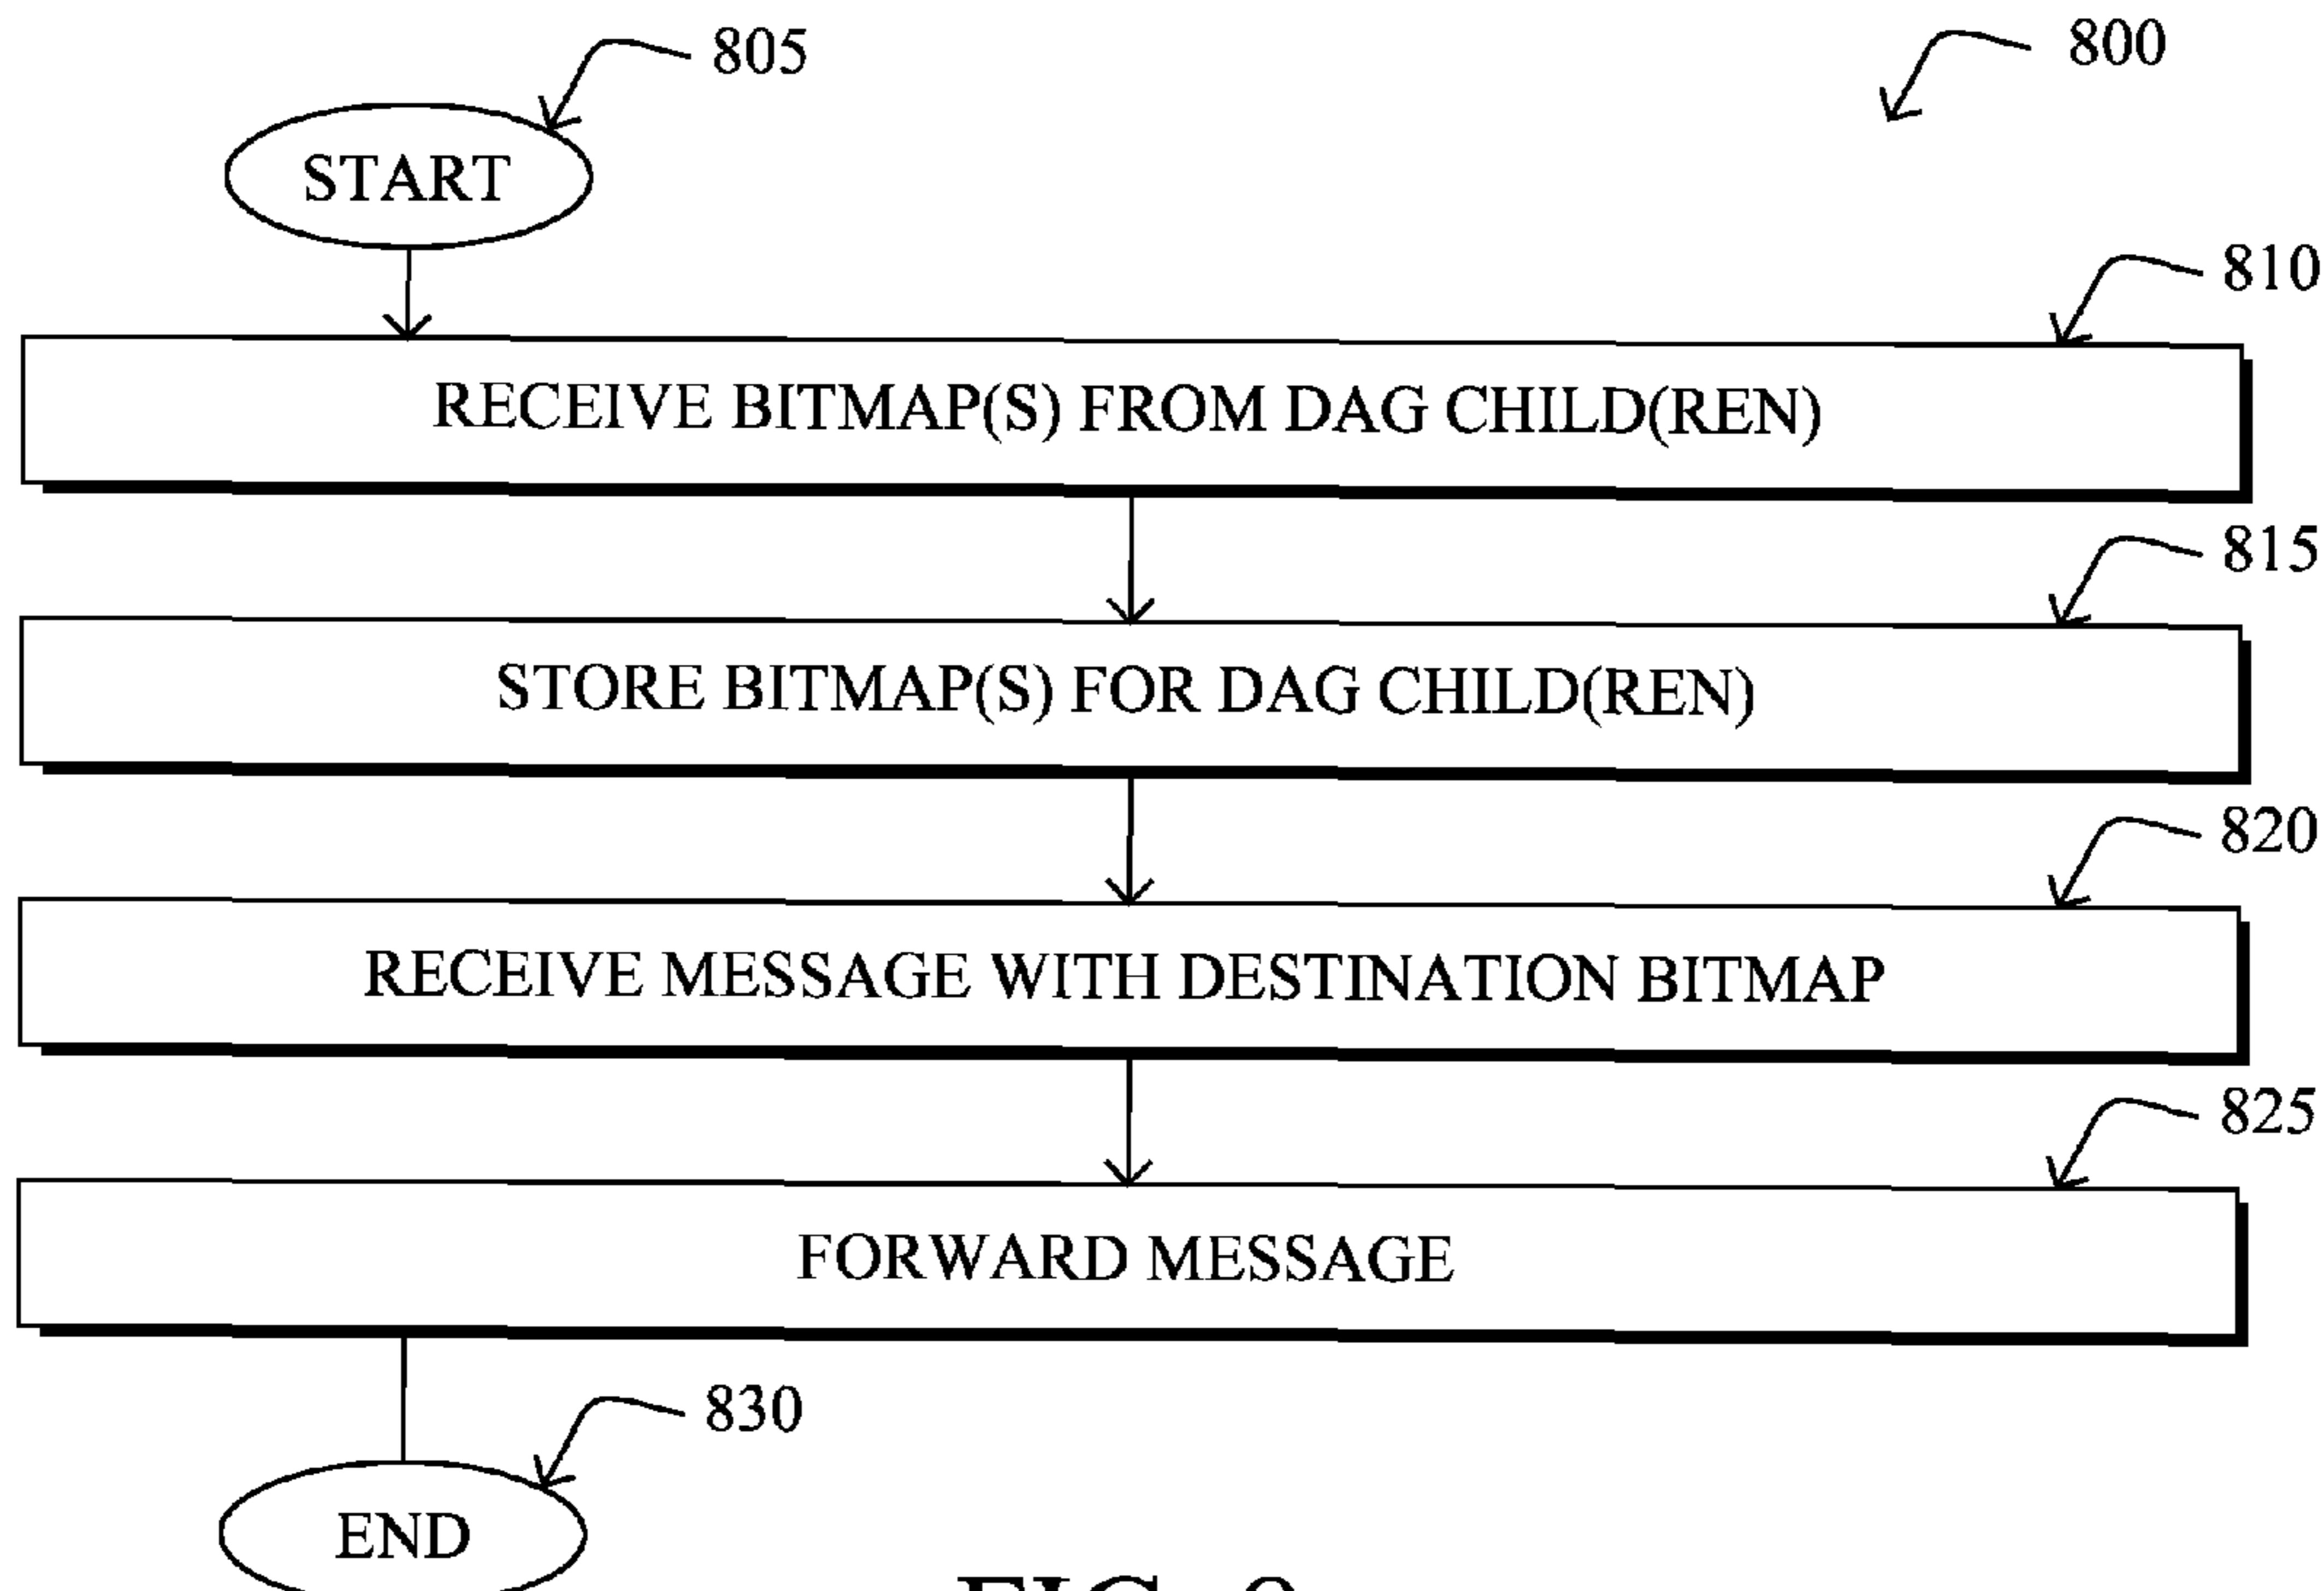 805
800
START
810
RECEIVE BITMAP(S) FROM DAG CHILD(REN)
815
STORE BITMAP(S) FOR DAG CHILD(REN)
820
RECEIVE MESSAGE WITH DESTINATION BITMAP
825
FORWARD MESSAGE
830
END